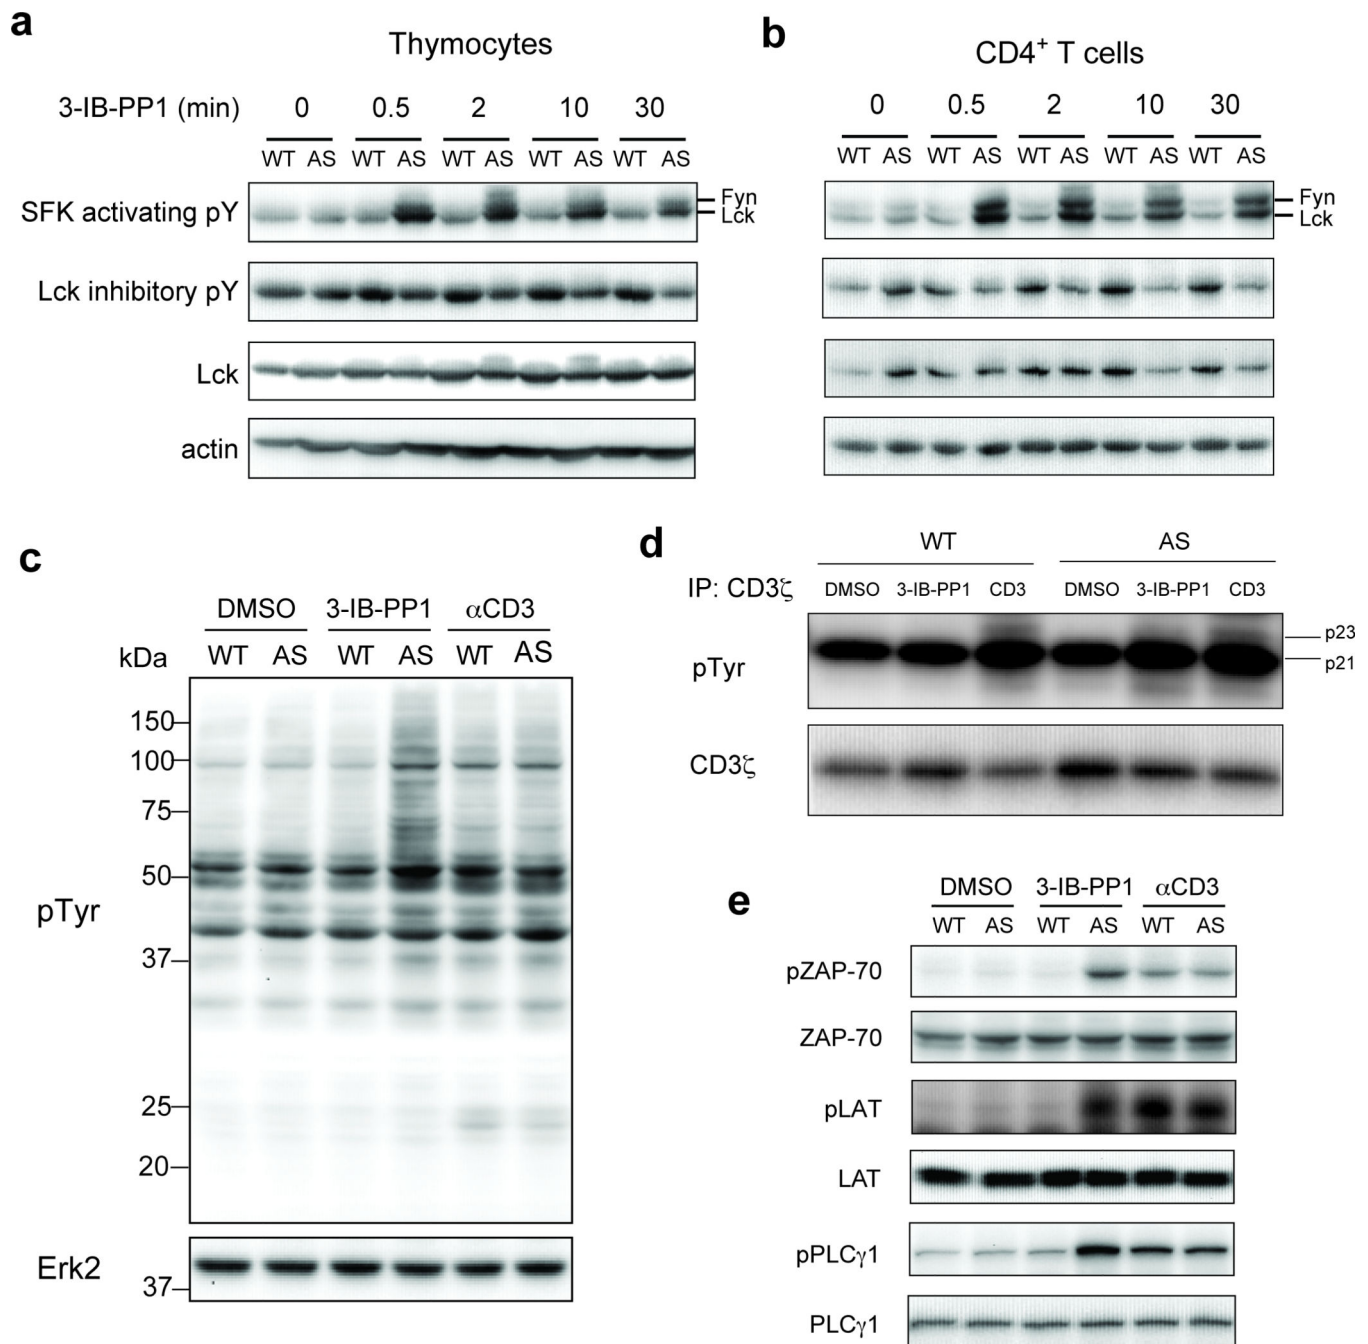 a
Thymocytes
3-IB-PP1 (min) 0 0.5 2 10 30
WT AS WT AS WT AS WT AS WT AS
SFK activating pY
Fyn
Lck
Lck inhibitory pY
Lck
actin
b
CD4⁺ T cells
0 0.5 2 10 30
WT AS WT AS WT AS WT AS WT AS
Fyn
Lck
c
DMSO 3-IB-PP1 αCD3
kDa WT AS WT AS WT AS
150
100
75
50
pTyr
37
25
20
Erk2
37
d
WT AS
IP: CD3ζ DMSO 3-IB-PP1 CD3 DMSO 3-IB-PP1 CD3
p23
pTyr
p21
CD3ζ
e
DMSO 3-IB-PP1 αCD3
WT AS WT AS WT AS
pZAP-70
ZAP-70
pLAT
LAT
pPLCγ1
PLCγ1